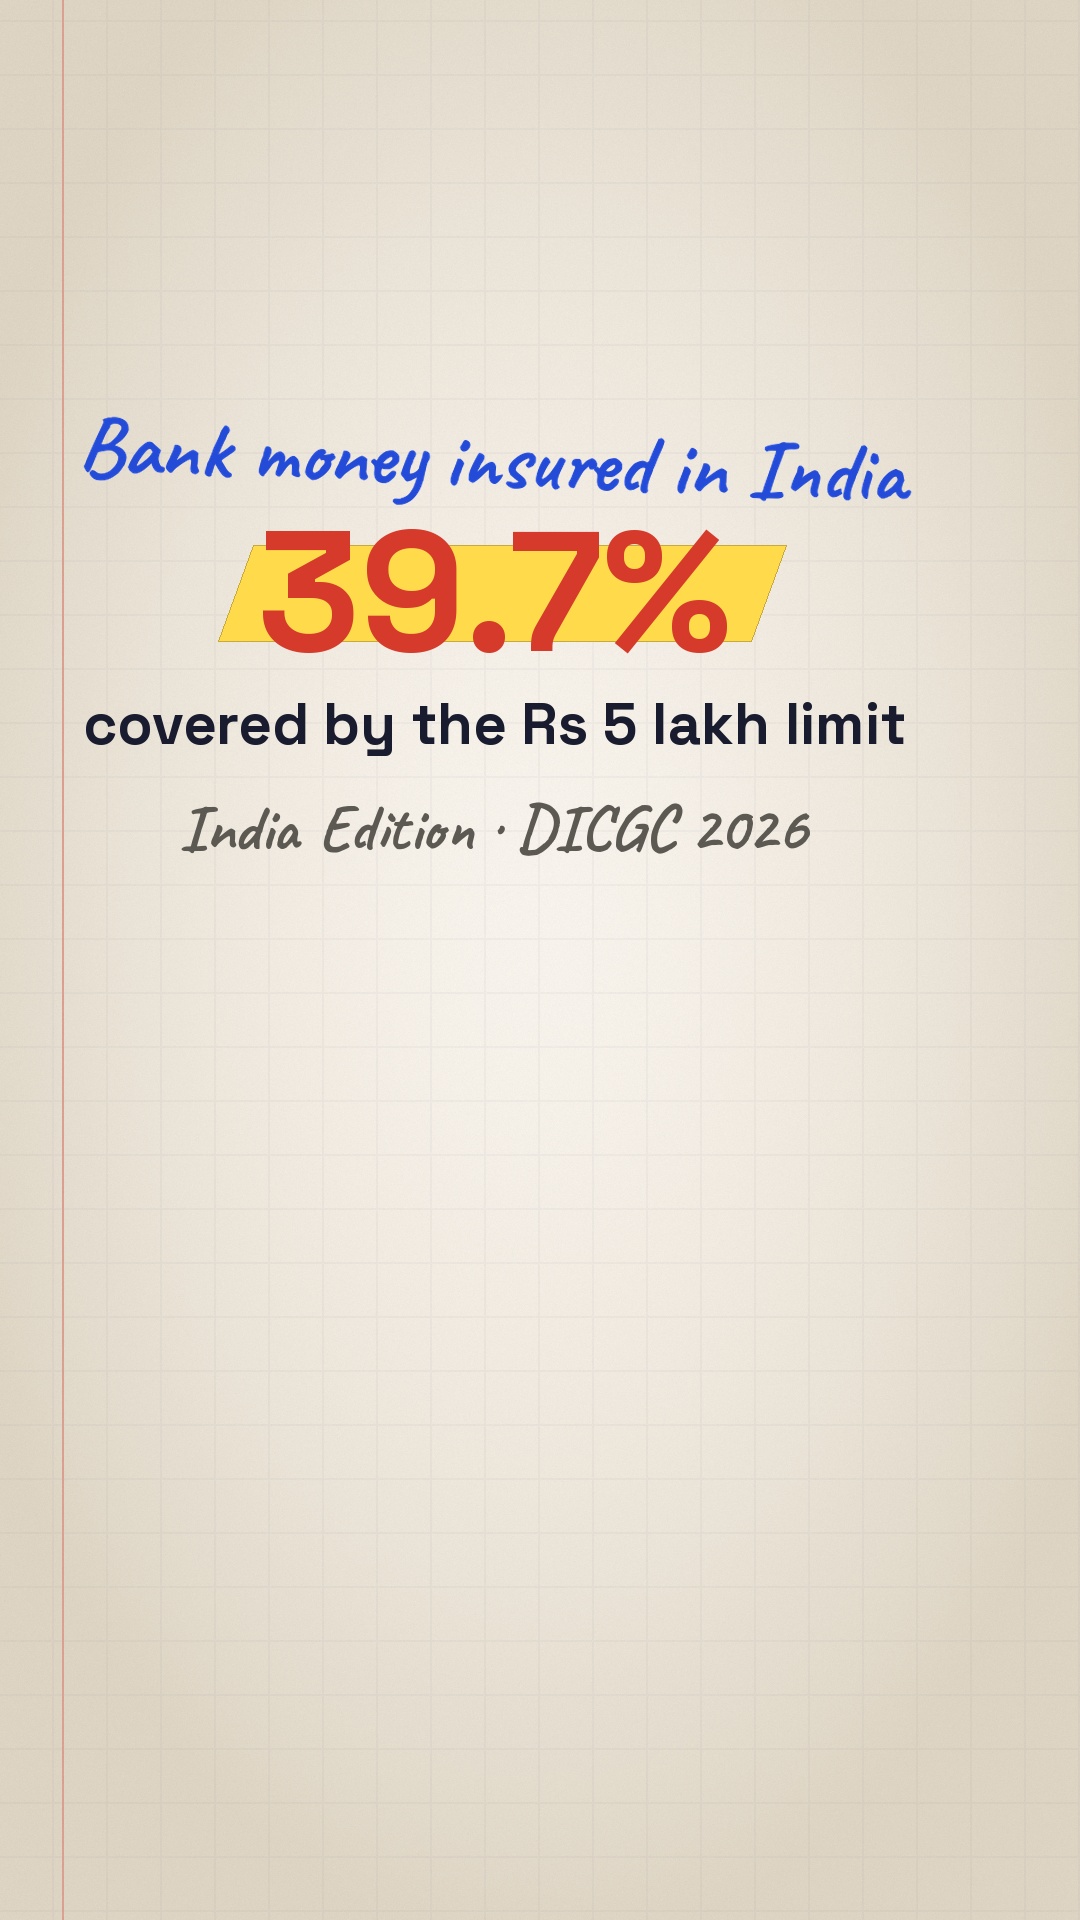 Bank money insured in India
39.7%
covered by the Rs 5 lakh limit
India Edition · DICGC 2026